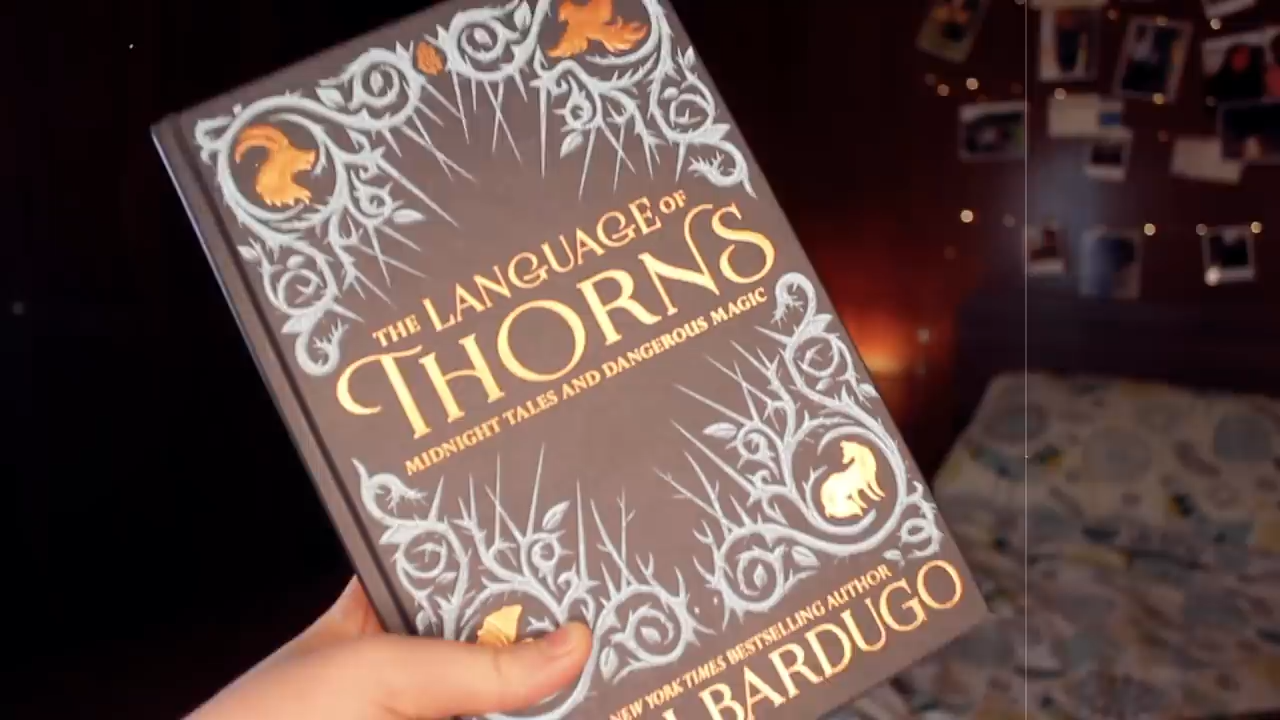 THE LANGUAGE OF
THORNS
MIDNIGHT TALES AND DANGEROUS MAGIC
NEW YORK TIMES BESTSELLING AUTHOR
BARDUGO